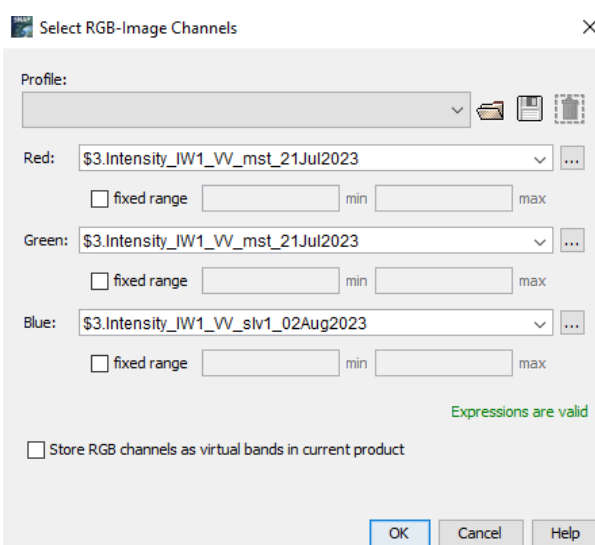 SNAP
Select RGB-Image Channels
Profile:
Red: $3.Intensity_IW1_VV_mst_21Jul2023 ...
fixed range min max
Green: $3.Intensity_IW1_VV_mst_21Jul2023 ...
fixed range min max
Blue: $3.Intensity_IW1_VV_slv1_02Aug2023 ...
fixed range min max
Expressions are valid
Store RGB channels as virtual bands in current product
OK Cancel Help